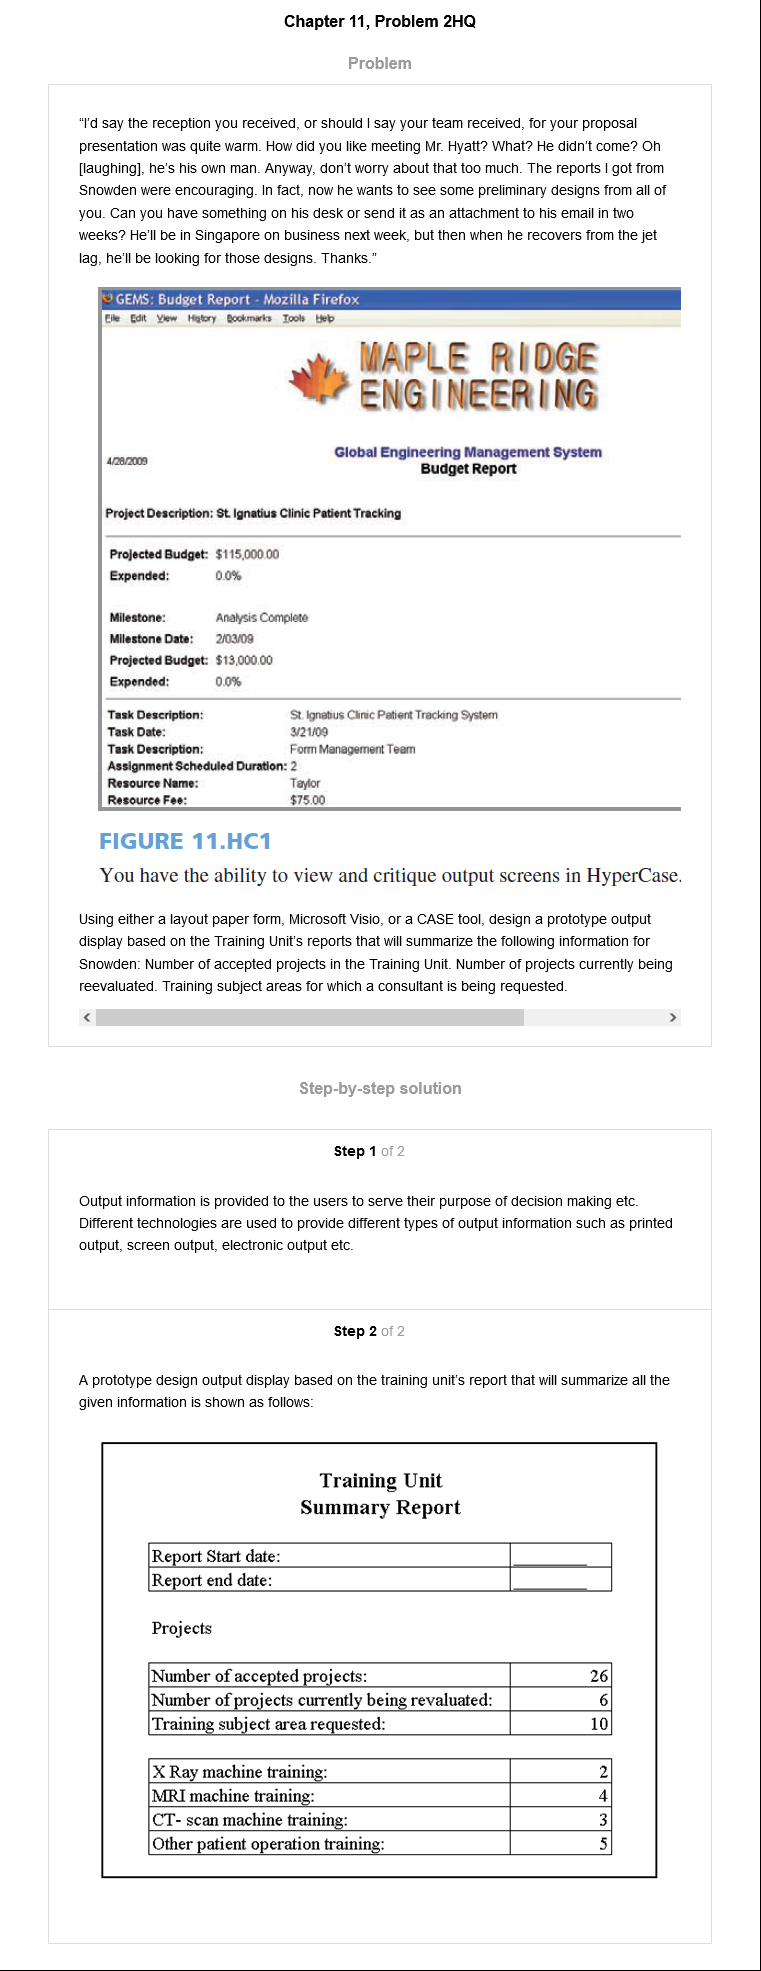 Chapter 11, Problem 2HQ
Problem
“I’d say the reception you received, or should I say your team received, for your proposal
presentation was quite warm. How did you like meeting Mr. Hyatt? What? He didn’t come? Oh
[laughing], he’s his own man. Anyway, don’t worry about that too much. The reports I got from
Snowden were encouraging. In fact, now he wants to see some preliminary designs from all of
you. Can you have something on his desk or send it as an attachment to his email in two
weeks? He’ll be in Singapore on business next week, but then when he recovers from the jet
lag, he’ll be looking for those designs. Thanks.”
GEMS: Budget Report - Mozilla Firefox
File Edit View History Bookmarks Tools Help
MAPLE RIDGE
ENGINEERING
Global Engineering Management System
4/28/2009
Budget Report
Project Description: St. Ignatius Clinic Patient Tracking
Projected Budget: $115,000.00
Expended: 0.0%
Milestone: Analysis Complete
Milestone Date: 2/03/09
Projected Budget: $13,000.00
Expended: 0.0%
Task Description: St. Ignatius Clinic Patient Tracking System
Task Date: 3/21/09
Task Description: Form Management Team
Assignment Scheduled Duration: 2
Resource Name: Taylor
Resource Fee: $75.00
FIGURE 11.HC1
You have the ability to view and critique output screens in HyperCase.
Using either a layout paper form, Microsoft Visio, or a CASE tool, design a prototype output
display based on the Training Unit’s reports that will summarize the following information for
Snowden: Number of accepted projects in the Training Unit. Number of projects currently being
reevaluated. Training subject areas for which a consultant is being requested.
Step-by-step solution
Step 1 of 2
Output information is provided to the users to serve their purpose of decision making etc.
Different technologies are used to provide different types of output information such as printed
output, screen output, electronic output etc.
Step 2 of 2
A prototype design output display based on the training unit’s report that will summarize all the
given information is shown as follows:
Training Unit
Summary Report
Report Start date: ________
Report end date: ________
Projects
Number of accepted projects: 26
Number of projects currently being revaluated: 6
Training subject area requested: 10
X Ray machine training: 2
MRI machine training: 4
CT- scan machine training: 3
Other patient operation training: 5